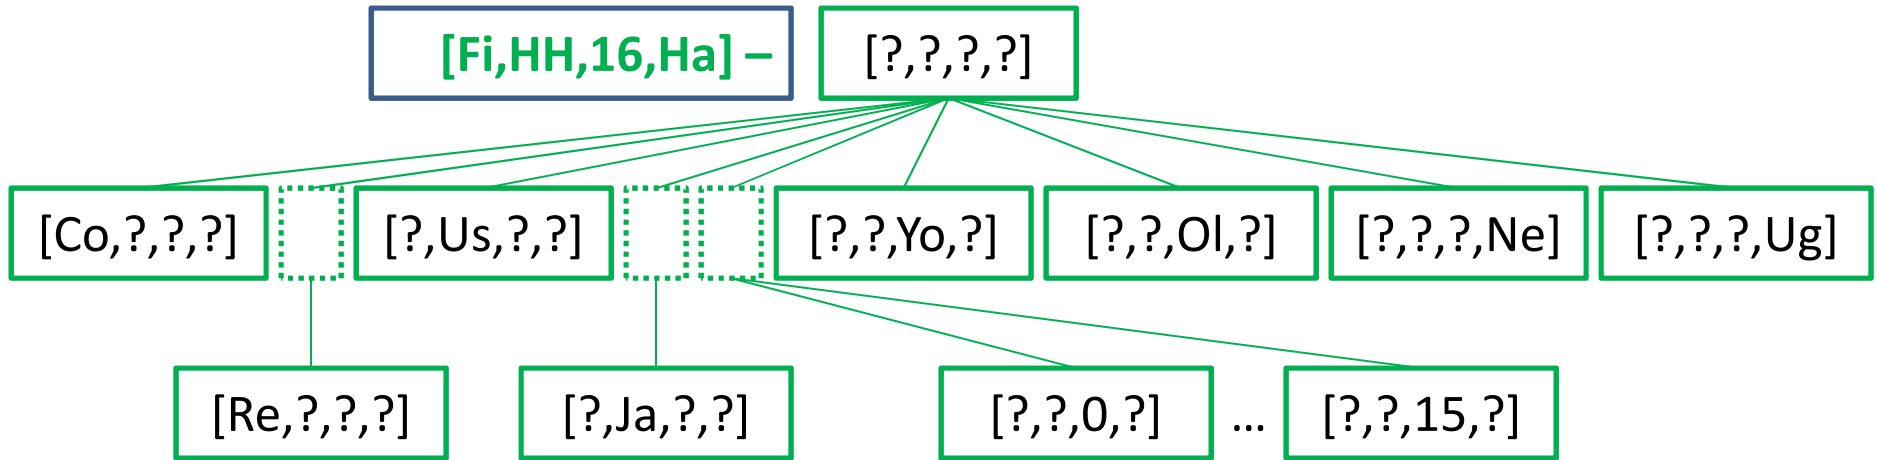 [Fi,HH,16,Ha] – [?,?,?,?]
[Co,?,?,?] [?,Us,?,?] [?,?,Yo,?] [?,?,Ol,?] [?,?,?,Ne] [?,?,?,Ug]
[Re,?,?,?] [?,Ja,?,?] [?,?,0,?] ... [?,?,15,?]